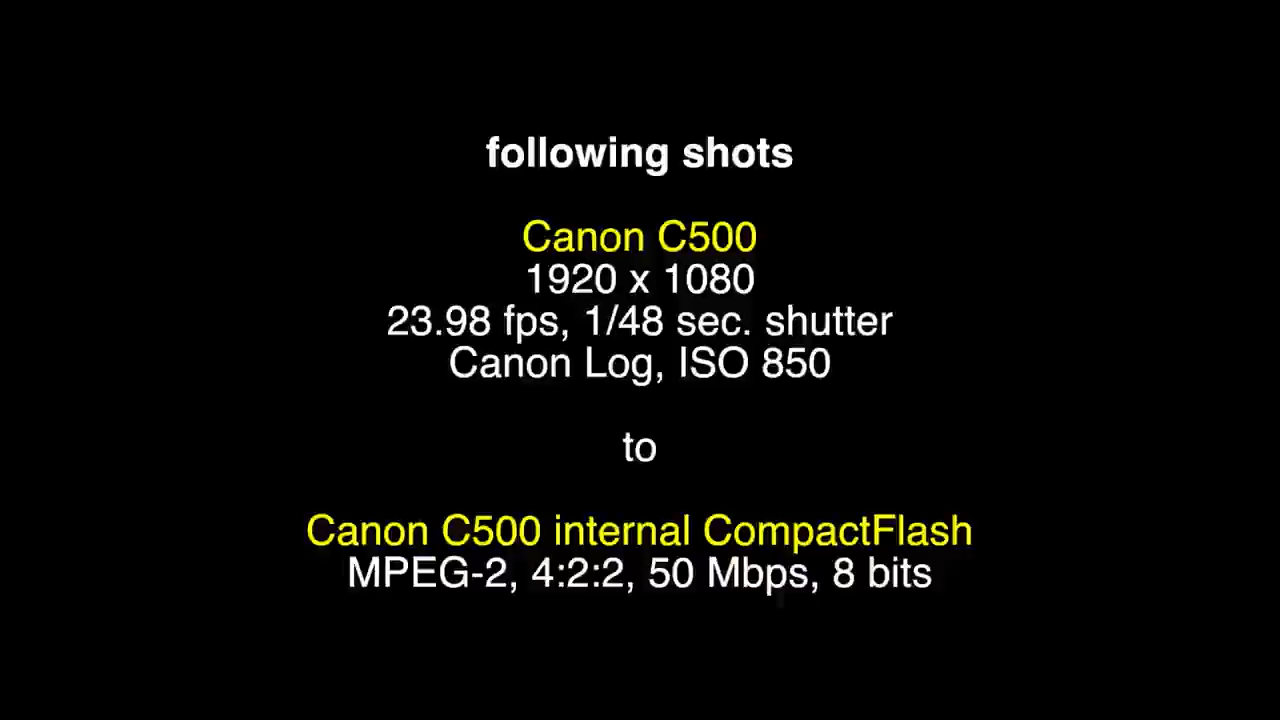 following shots
Canon C500
1920 x 1080
23.98 fps, 1/48 sec. shutter
Canon Log, ISO 850
to
Canon C500 internal CompactFlash
MPEG-2, 4:2:2, 50 Mbps, 8 bits